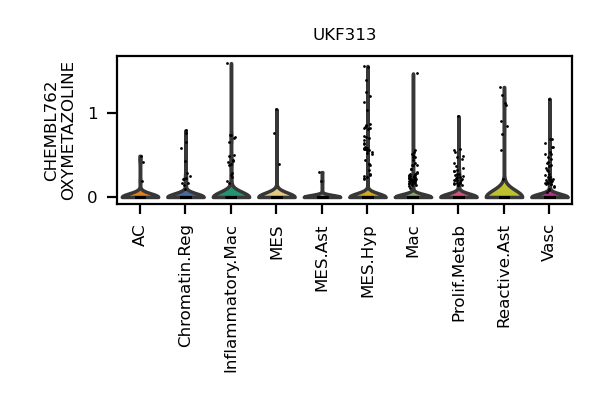 UKF313
CHEMBL762
OXYMETAZOLINE
1
0
AC
Chromatin.Reg
Inflammatory.Mac
MES
MES.Ast
MES.Hyp
Mac
Prolif.Metab
Reactive.Ast
Vasc